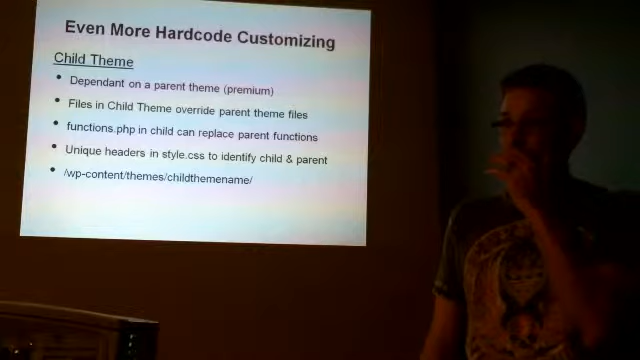 Even More Hardcode Customizing
Child Theme
• Dependant on a parent theme (premium)
• Files in Child Theme override parent theme files
• functions.php in child can replace parent functions
• Unique headers in style.css to identify child & parent
• /wp-content/themes/childthemename/